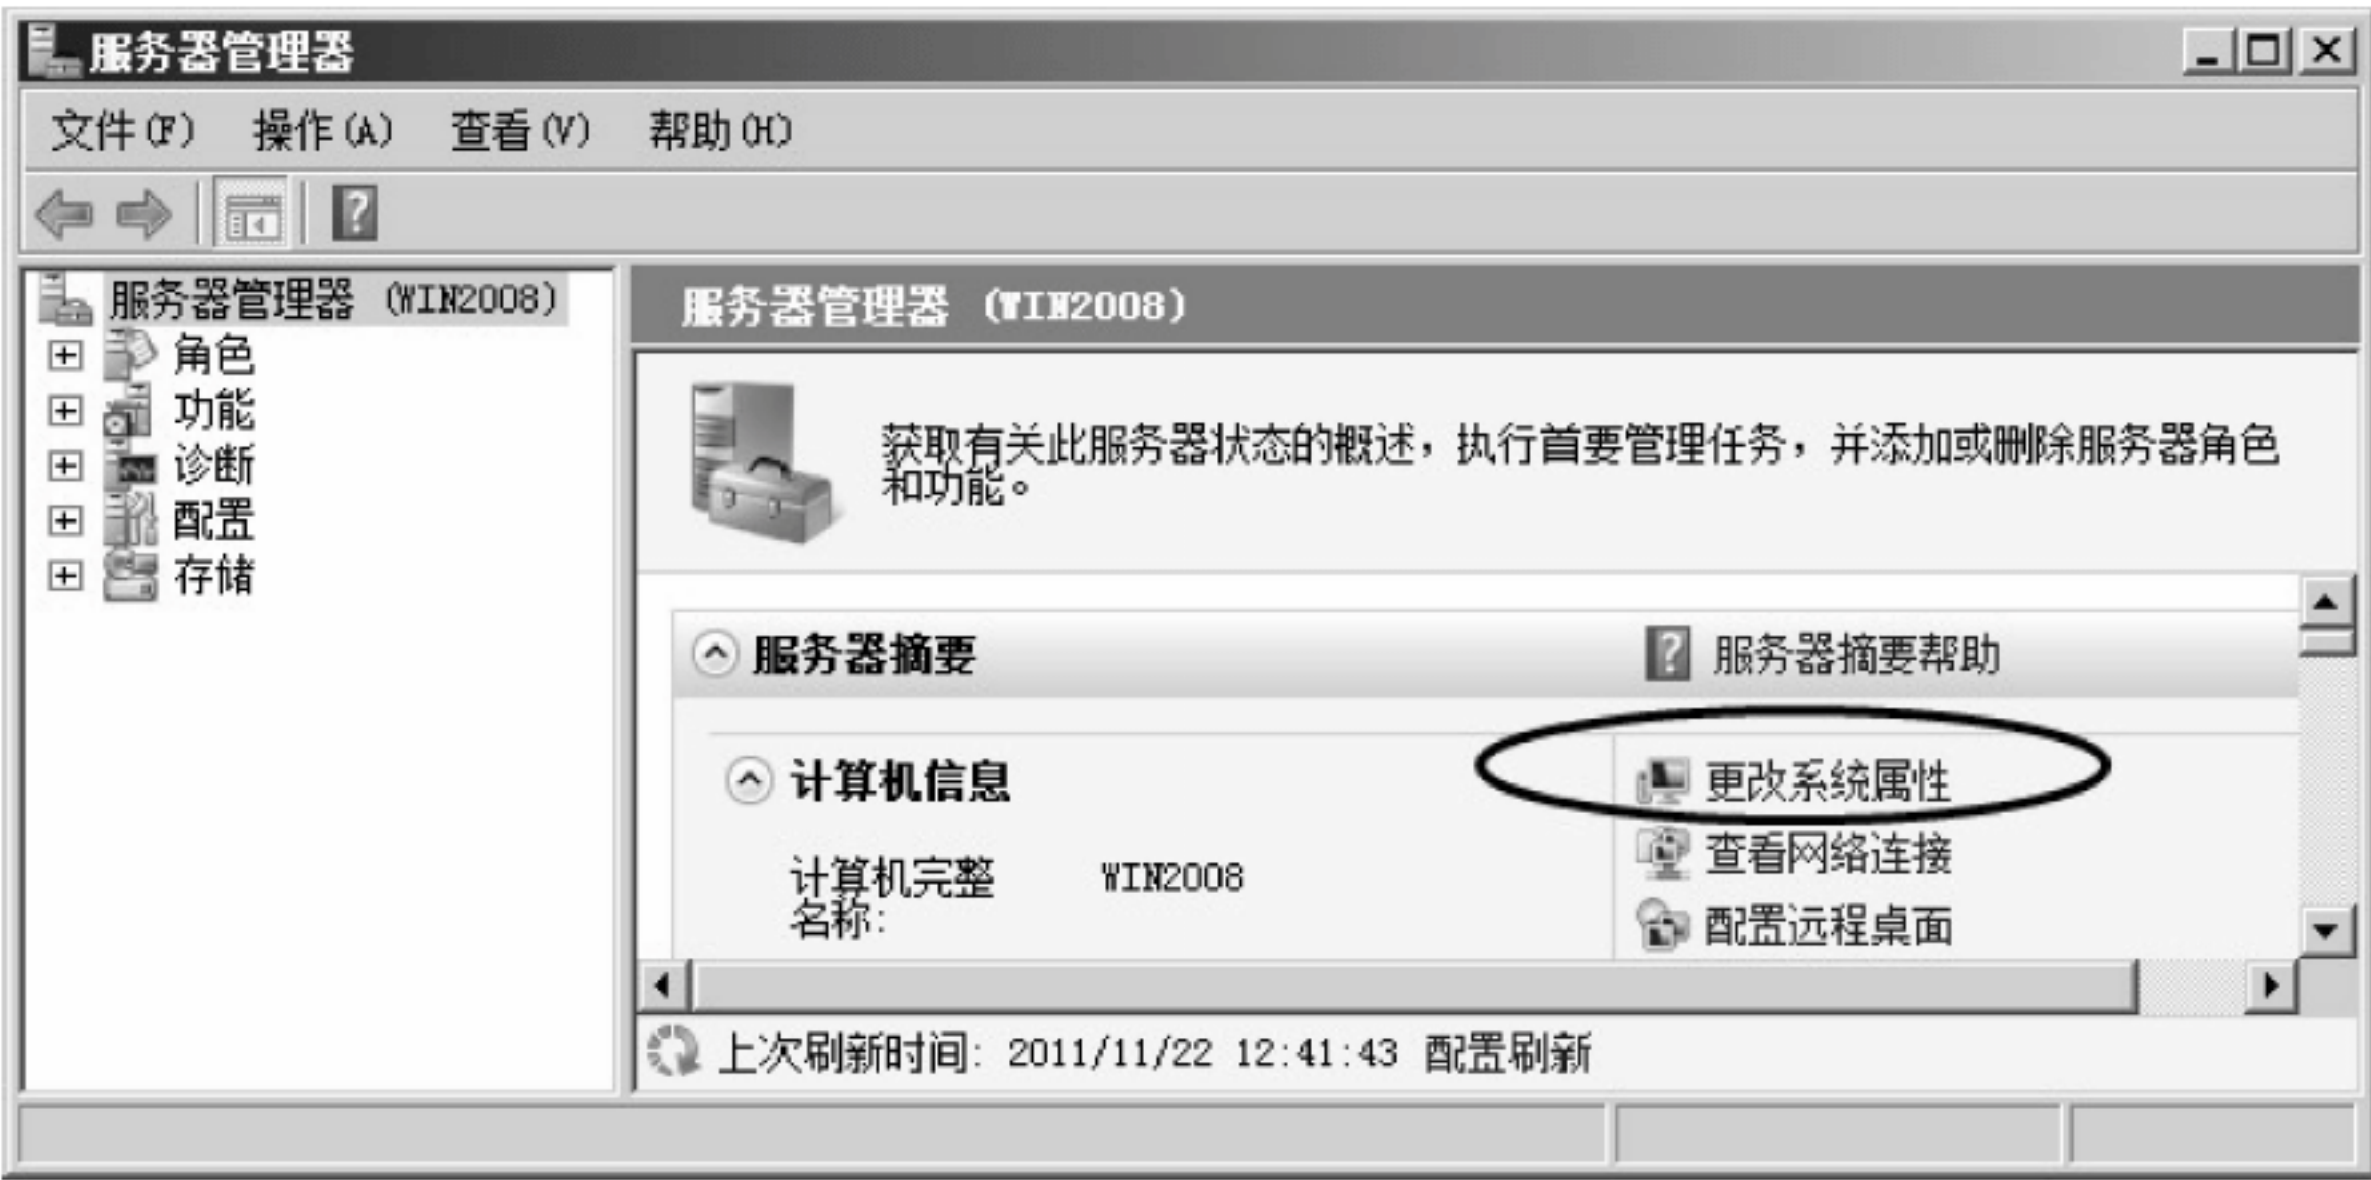 服务器管理器
文件(F) 操作(A) 查看(V) 帮助(H)
服务器管理器 (WIN2008)
角色
功能
诊断
配置
存储
服务器管理器 (WIN2008)
获取有关此服务器状态的概述，执行首要管理任务，并添加或删除服务器角色
和功能。
服务器摘要
服务器摘要帮助
计算机信息
更改系统属性
查看网络连接
配置远程桌面
计算机完整
名称:
WIN2008
上次刷新时间: 2011/11/22 12:41:43 配置刷新